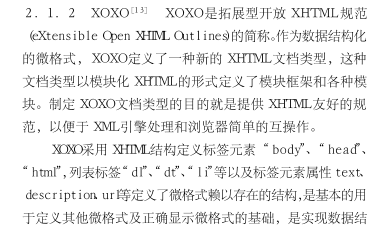 2. 1. 2 XOXO[13] XOXO是拓展型开放 XHTML规范
(eXtensible Open XHTML Outlines)的简称。作为数据结构化
的微格式，XOXO定义了一种新的 XHTML文档类型，这种
文档类型以模块化 XHTML的形式定义了模块框架和各种模
块。制定 XOXO文档类型的目的就是提供 XHTML友好的规
范，以便于 XML引擎处理和浏览器简单的互操作。
XOXO采用 XHTML结构定义标签元素 “body”、“head”、
“html”,列表标签“dl”、“dt”、“li”等以及标签元素属性 text、
description、url等定义了微格式赖以存在的结构,是基本的用
于定义其他微格式及正确显示微格式的基础，是实现数据结